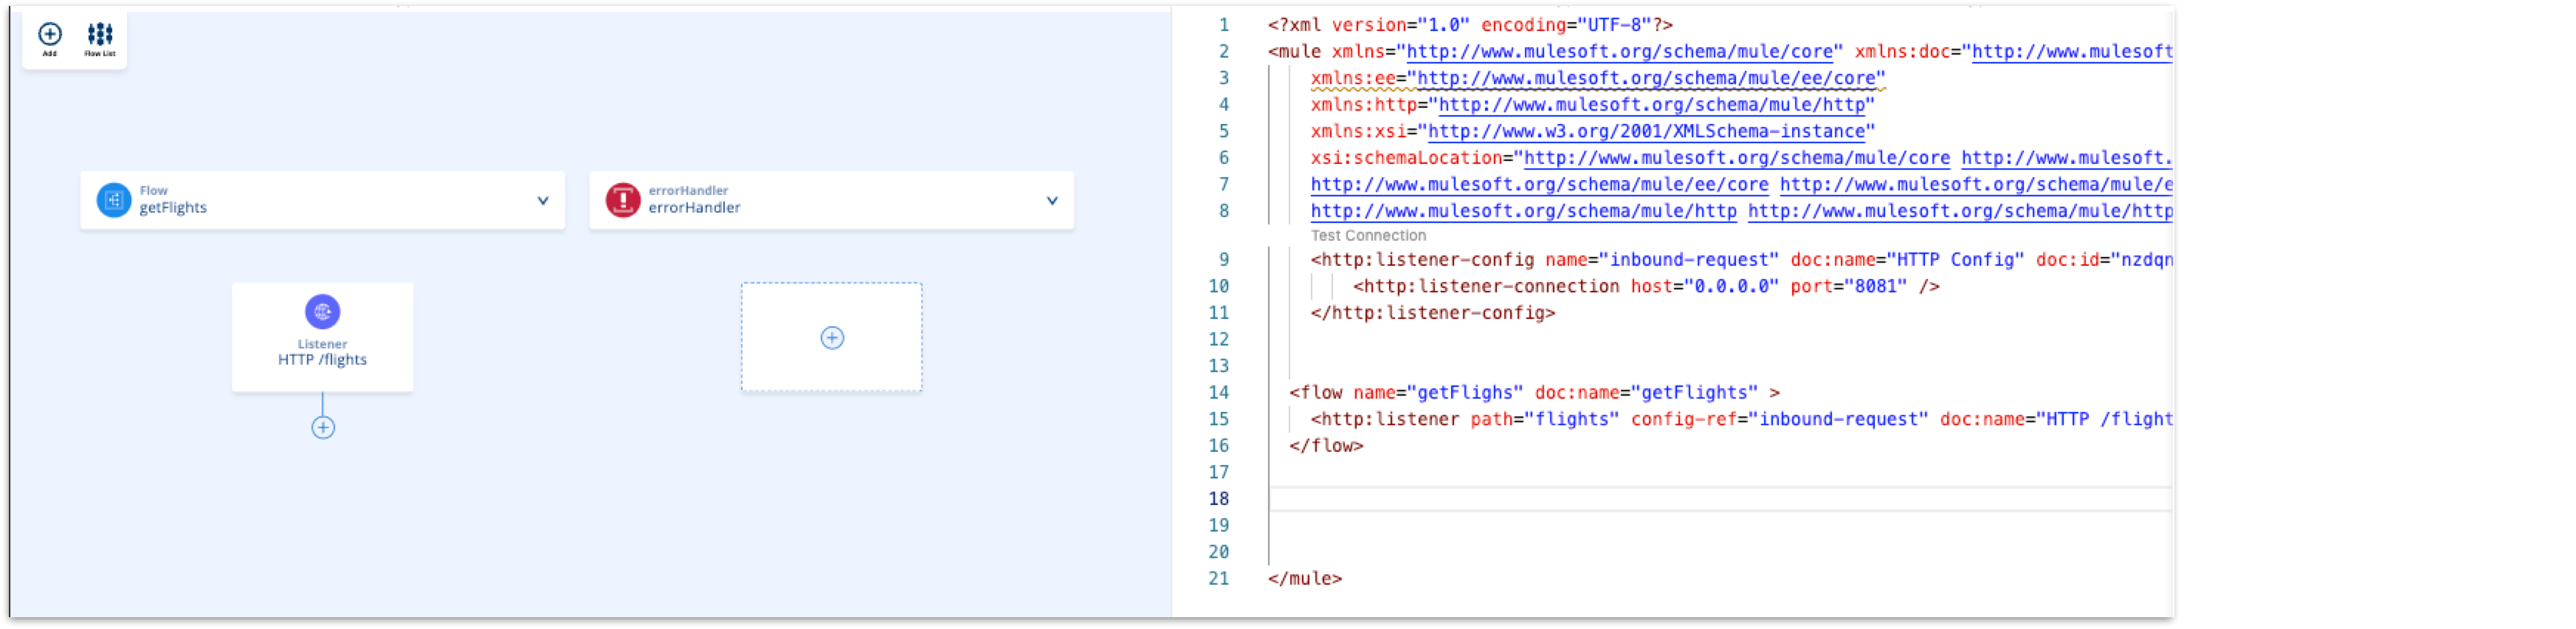 Add
Flow List
Flow
getFlights
errorHandler
errorHandler
Listener
HTTP /flights
1 <?xml version="1.0" encoding="UTF-8"?>
2 <mule xmlns="http://www.mulesoft.org/schema/mule/core" xmlns:doc="http://www.mulesoft
3 xmlns:ee="http://www.mulesoft.org/schema/mule/ee/core"
4 xmlns:http="http://www.mulesoft.org/schema/mule/http"
5 xmlns:xsi="http://www.w3.org/2001/XMLSchema-instance"
6 xsi:schemaLocation="http://www.mulesoft.org/schema/mule/core http://www.mulesoft.
7 http://www.mulesoft.org/schema/mule/ee/core http://www.mulesoft.org/schema/mule/e
8 http://www.mulesoft.org/schema/mule/http http://www.mulesoft.org/schema/mule/http
Test Connection
9 <http:listener-config name="inbound-request" doc:name="HTTP Config" doc:id="nzdqn
10 <http:listener-connection host="0.0.0.0" port="8081" />
11 </http:listener-config>
12
13
14 <flow name="getFlighs" doc:name="getFlights" >
15 <http:listener path="flights" config-ref="inbound-request" doc:name="HTTP /flight
16 </flow>
17
18
19
20
21 </mule>